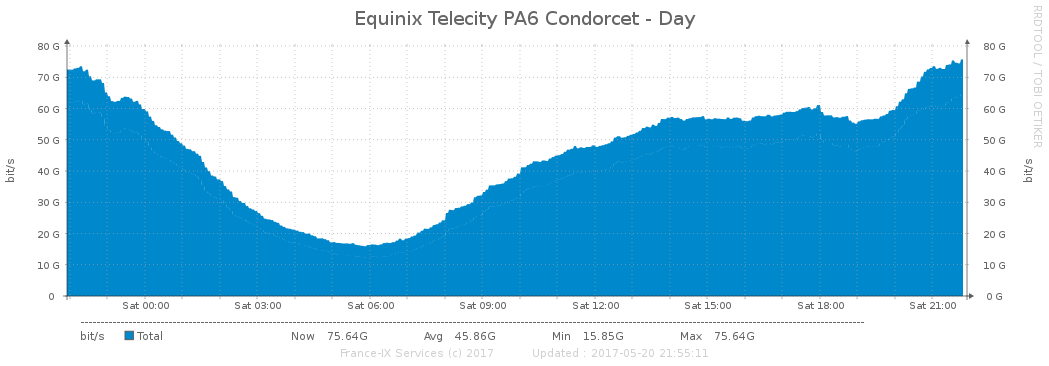 Equinix Telecity PA6 Condorcet - Day
RRDTOOL / TOBI OETIKER
80 G 80 G
70 G 70 G
60 G 60 G
50 G 50 G
40 G 40 G
30 G 30 G
20 G 20 G
10 G 10 G
0 0 G
bit/s bit/s
Sat 00:00 Sat 03:00 Sat 06:00 Sat 09:00 Sat 12:00 Sat 15:00 Sat 18:00 Sat 21:00
bit/s Total Now 75.64G Avg 45.86G Min 15.85G Max 75.64G
France-IX Services (c) 2017 Updated : 2017-05-20 21:55:11